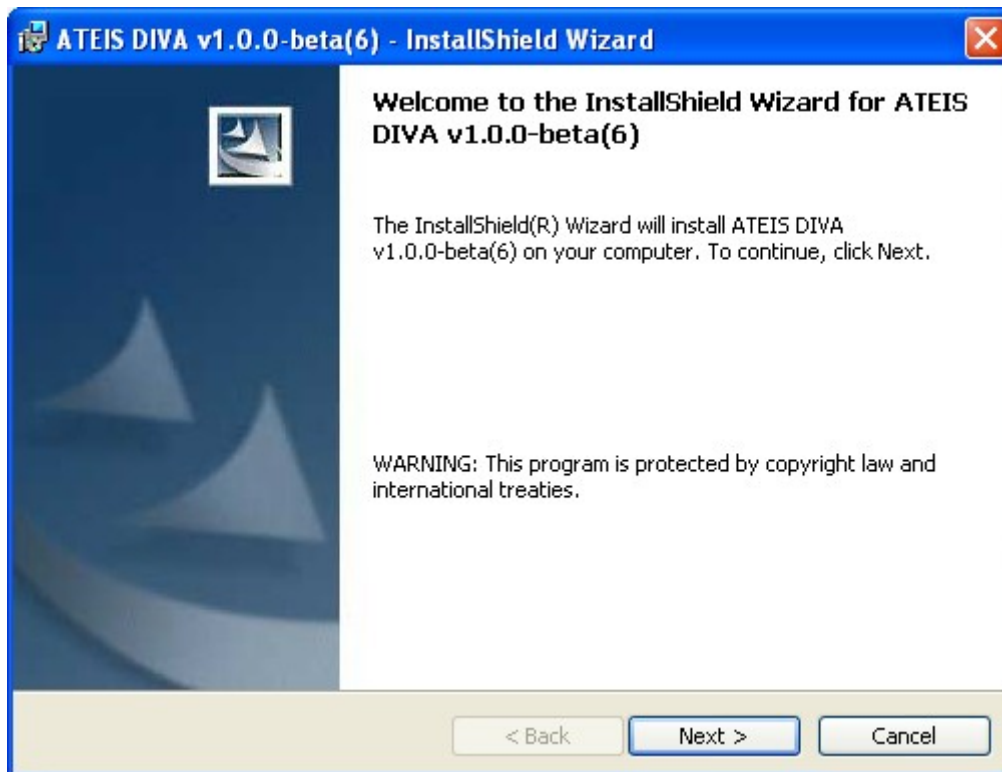 ATEIS DIVA v1.0.0-beta(6) - InstallShield Wizard
Welcome to the InstallShield Wizard for ATEIS
DIVA v1.0.0-beta(6)
The InstallShield(R) Wizard will install ATEIS DIVA
v1.0.0-beta(6) on your computer. To continue, click Next.
WARNING: This program is protected by copyright law and
international treaties.
< Back
Next >
Cancel